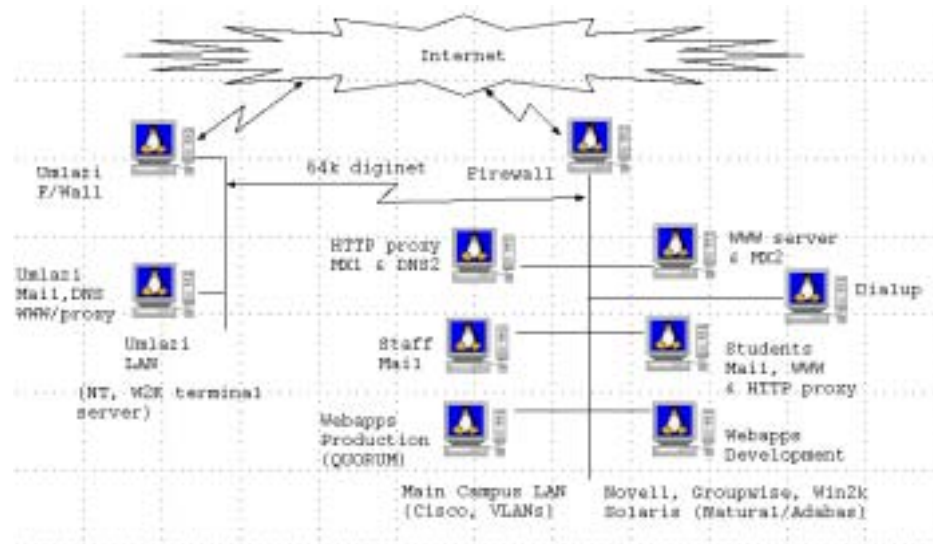 Internet
Umlazi
F/Wall
64k diginet
Firewall
HTTP proxy
MX1 & DNS2
WWW server
& MX2
Umlazi
Mail,DNS
WWW/proxy
Dialup
Umlazi
LAN
(NT, W2K terminal
server)
Staff
Mail
Students
Mail, WWW
& HTTP proxy
Webapps
Production
(QUORUM)
Webapps
Development
Main Campus LAN
(Cisco, VLANs)
Novell, Groupwise, Win2k
Solaris (Natural/Adabas)